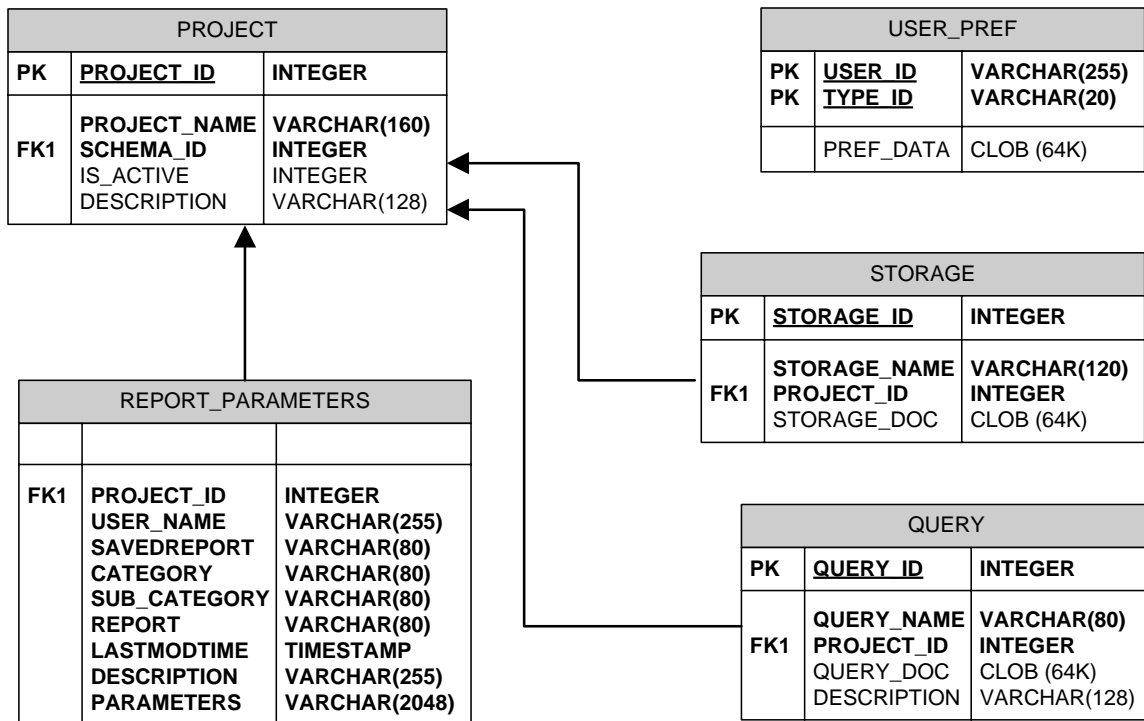 PROJECT
PK PROJECT_ID INTEGER
PROJECT_NAME VARCHAR(160)
FK1 SCHEMA_ID INTEGER
IS_ACTIVE INTEGER
DESCRIPTION VARCHAR(128)
USER_PREF
PK USER_ID VARCHAR(255)
PK TYPE_ID VARCHAR(20)
PREF_DATA CLOB (64K)
STORAGE
PK STORAGE_ID INTEGER
STORAGE_NAME VARCHAR(120)
FK1 PROJECT_ID INTEGER
STORAGE_DOC CLOB (64K)
REPORT_PARAMETERS
FK1 PROJECT_ID INTEGER
USER_NAME VARCHAR(255)
SAVEDREPORT VARCHAR(80)
CATEGORY VARCHAR(80)
SUB_CATEGORY VARCHAR(80)
REPORT VARCHAR(80)
LASTMODTIME TIMESTAMP
DESCRIPTION VARCHAR(255)
PARAMETERS VARCHAR(2048)
QUERY
PK QUERY_ID INTEGER
QUERY_NAME VARCHAR(80)
FK1 PROJECT_ID INTEGER
QUERY_DOC CLOB (64K)
DESCRIPTION VARCHAR(128)